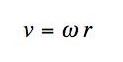 v = ω r